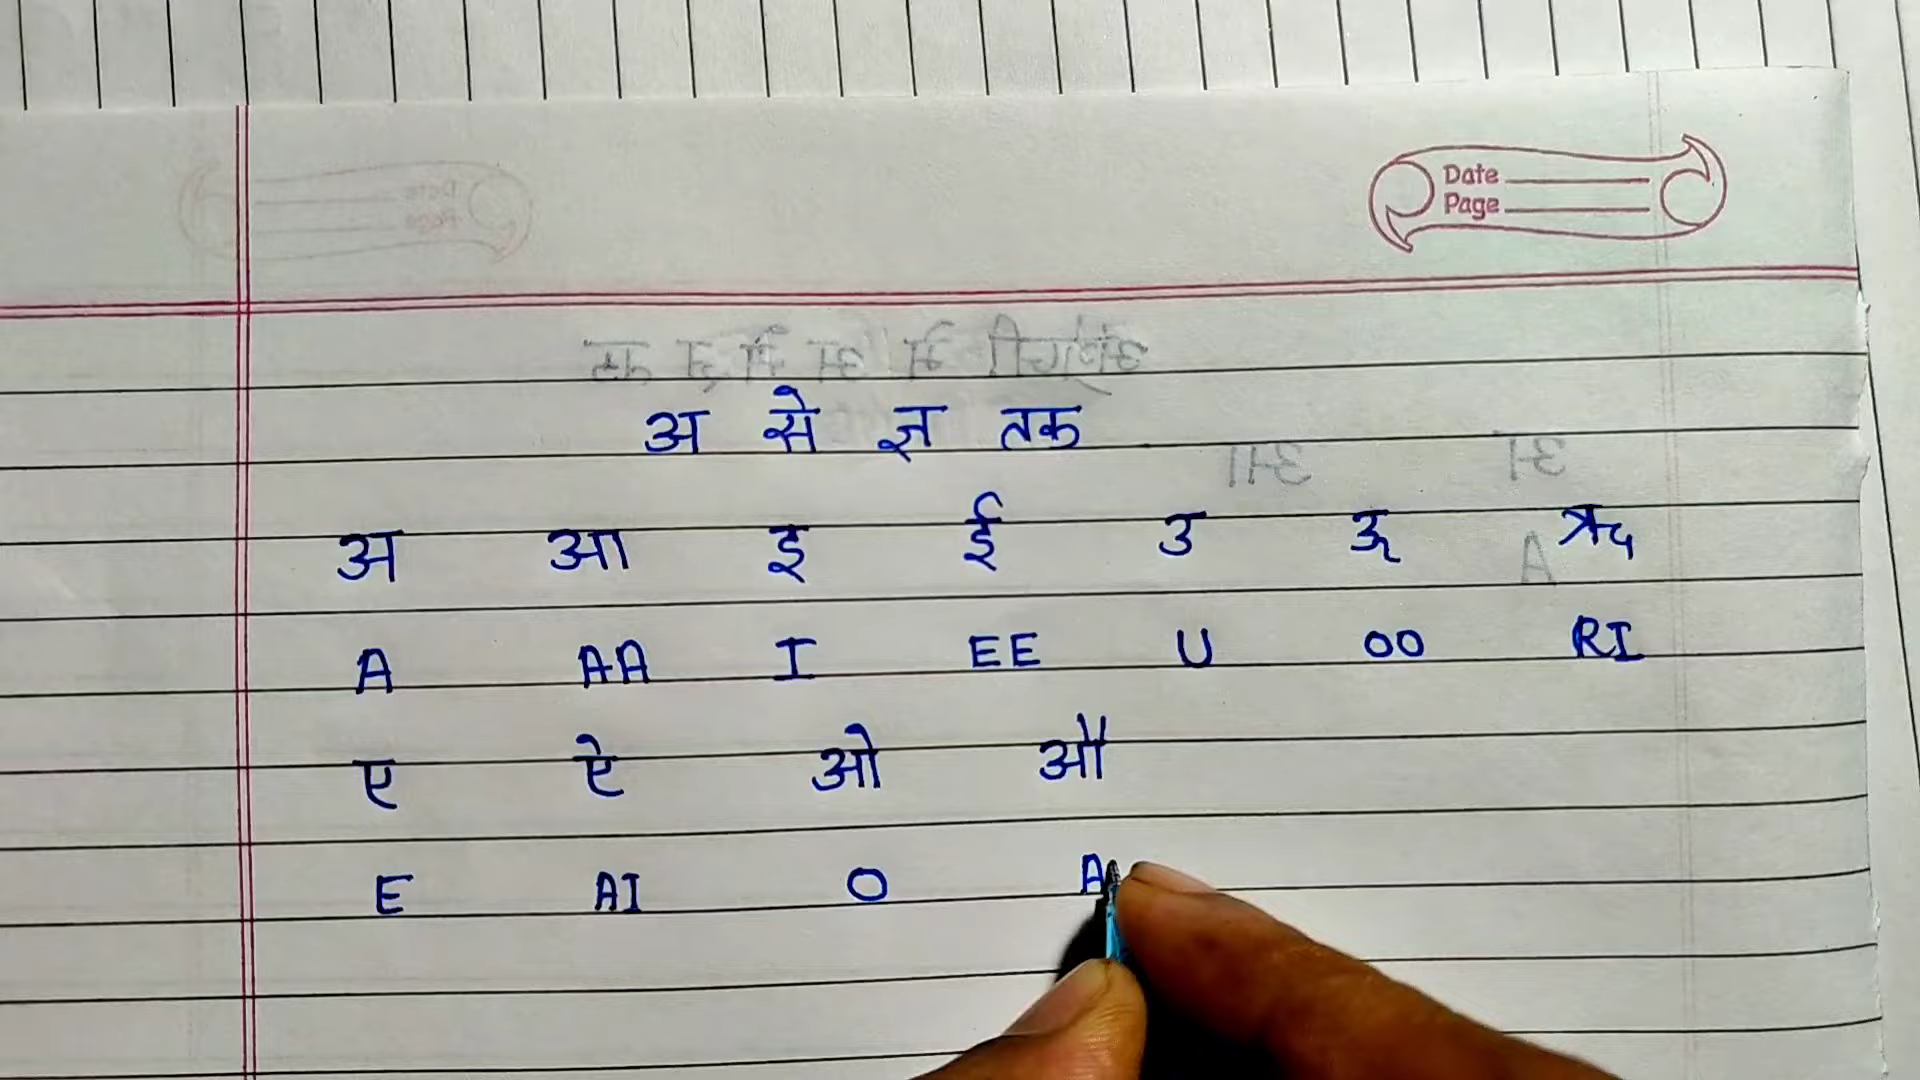 Date
Page
अ से ज्ञ तक
अ आ इ ई उ ऊ ऋ
A AA I EE U OO RI
ए ऐ ओ औ
E AI O A